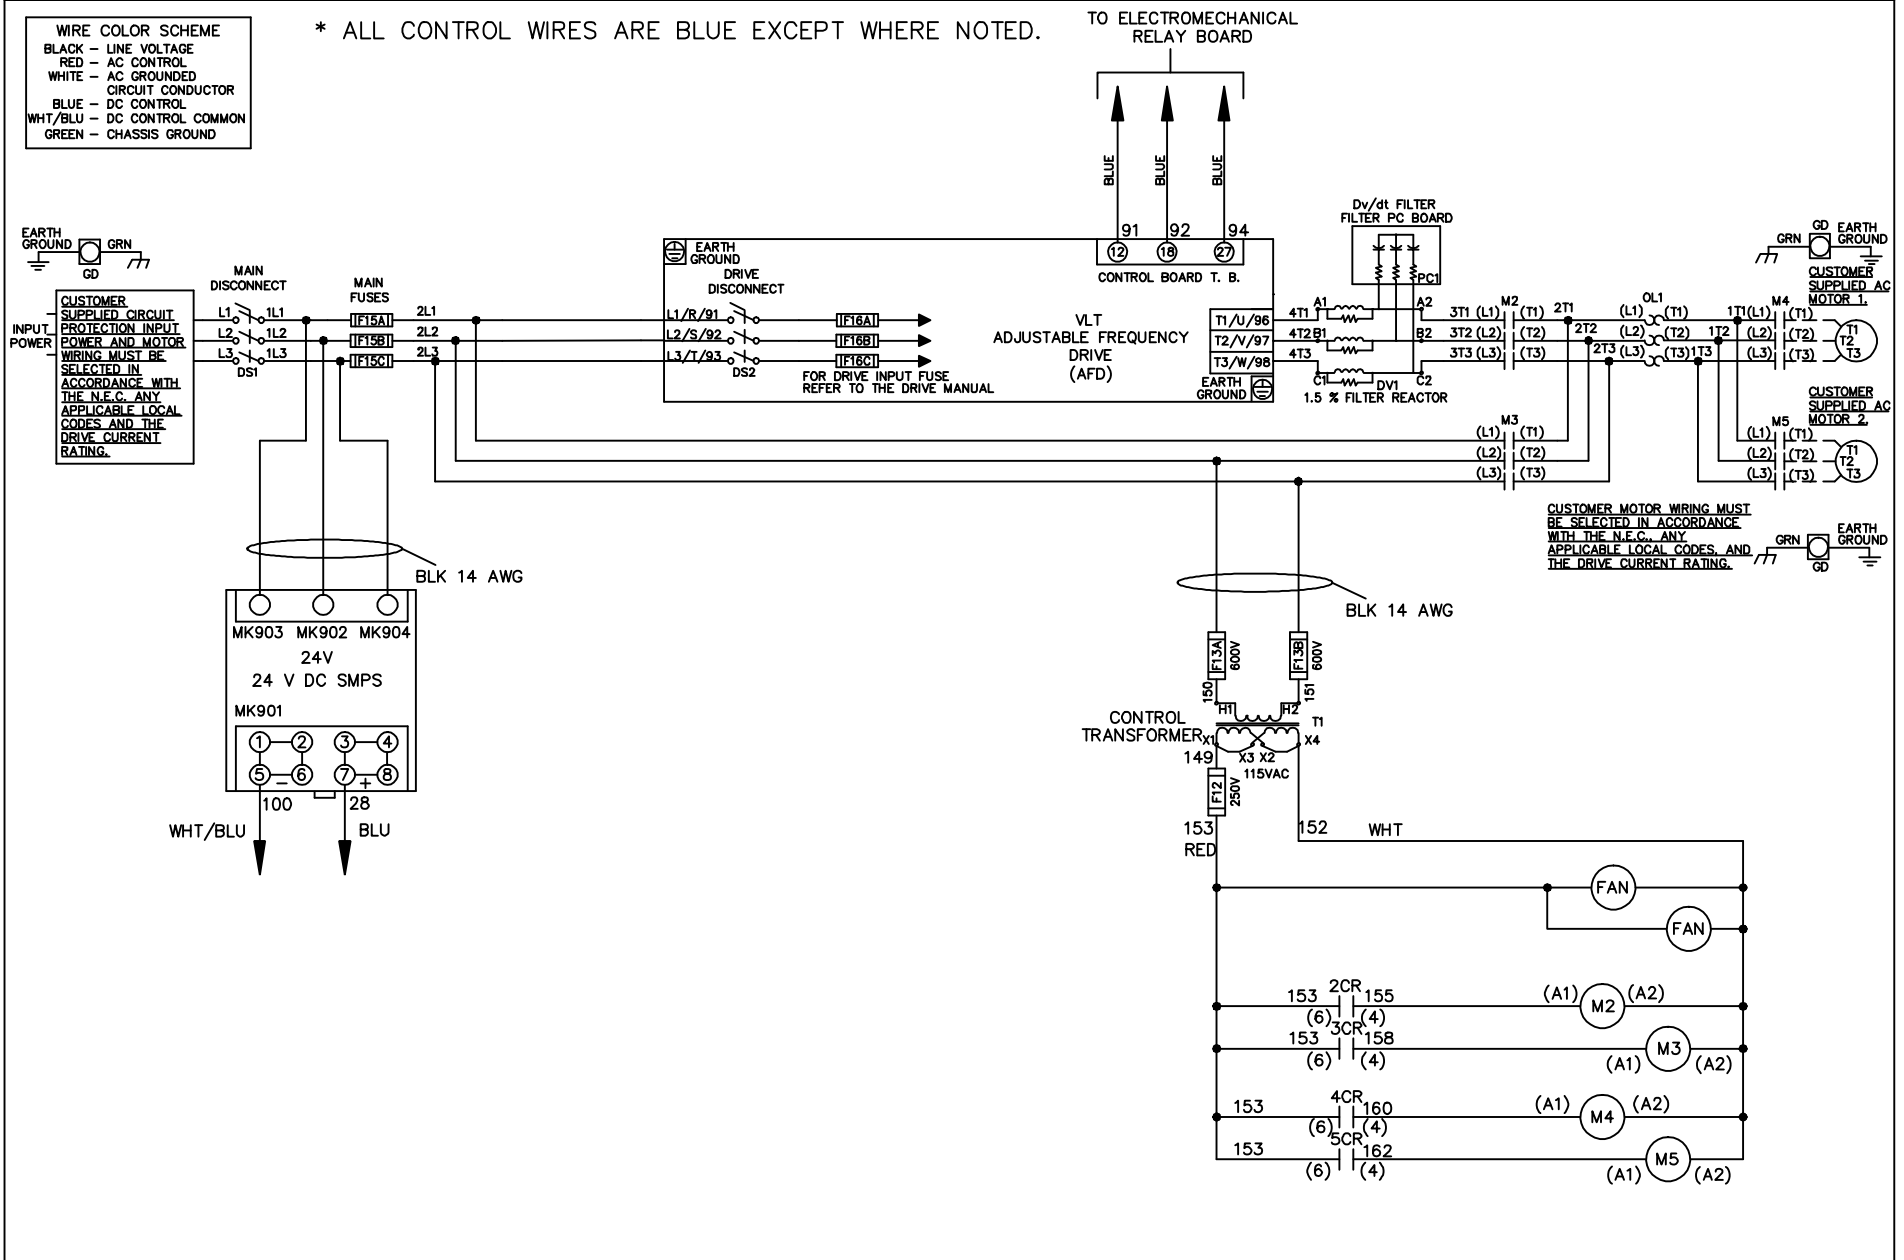 WIRE COLOR SCHEME
BLACK – LINE VOLTAGE
RED – AC CONTROL
WHITE – AC GROUNDED
CIRCUIT CONDUCTOR
BLUE – DC CONTROL
WHT/BLU – DC CONTROL COMMON
GREEN – CHASSIS GROUND
* ALL CONTROL WIRES ARE BLUE EXCEPT WHERE NOTED.
TO ELECTROMECHANICAL
RELAY BOARD
BLUE
BLUE
BLUE
91 92 94
12 18 27
CONTROL BOARD T. B.
EARTH
GROUND
GRN
GD
CUSTOMER
SUPPLIED CIRCUIT
PROTECTION INPUT
POWER AND MOTOR
WIRING MUST BE
SELECTED IN
ACCORDANCE WITH
THE N.E.C. ANY
APPLICABLE LOCAL
CODES AND THE
DRIVE CURRENT
RATING.
INPUT
POWER
MAIN
DISCONNECT
L1 1L1
L2 1L2
L3 1L3
DS1
MAIN
FUSES
F15A 2L1
F15B 2L2
F15C 2L3
EARTH
GROUND
DRIVE
DISCONNECT
L1/R/91
L2/S/92
L3/T/93
DS2
F16A
F16B
F16C
FOR DRIVE INPUT FUSE
REFER TO THE DRIVE MANUAL
VLT
ADJUSTABLE FREQUENCY
DRIVE
(AFD)
T1/U/96
T2/V/97
T3/W/98
EARTH
GROUND
4T1
4T2
4T3
Dv/dt FILTER
FILTER PC BOARD
PC1
A1 A2
B1 B2
C1 C2
DV1
1.5 % FILTER REACTOR
M2
3T1 (L1) (T1) 2T1
3T2 (L2) (T2) 2T2
3T3 (L3) (T3) 2T3
OL1
(L1) (T1) 1T1
(L2) (T2) 1T2
(L3) (T3) 1T3
M4
(L1) (T1)
(L2) (T2)
(L3) (T3)
T1
T2
T3
GRN
GD
EARTH
GROUND
CUSTOMER
SUPPLIED AC
MOTOR 1.
CUSTOMER
SUPPLIED AC
MOTOR 2.
M3
(L1) (T1)
(L2) (T2)
(L3) (T3)
M5
(L1) (T1)
(L2) (T2)
(L3) (T3)
T1
T2
T3
CUSTOMER MOTOR WIRING MUST
BE SELECTED IN ACCORDANCE
WITH THE N.E.C., ANY
APPLICABLE LOCAL CODES, AND
THE DRIVE CURRENT RATING.
GRN
GD
EARTH
GROUND
BLK 14 AWG
MK903 MK902 MK904
24V
24 V DC SMPS
MK901
1 2 3 4
5 – 6 7 + 8
100 28
WHT/BLU BLU
BLK 14 AWG
F13A 600V
F13B 600V
150 151
H1 H2
T1
CONTROL
TRANSFORMER
X1 X4
X3 X2
115VAC
149
F12 250V
153
RED
152 WHT
FAN
FAN
2CR
153 155 (A1) M2 (A2)
(6) (4)
3CR
153 158 M3
(6) (4) (A1) (A2)
4CR
153 160 (A1) M4 (A2)
(6) (4)
5CR
153 162 M5
(6) (4) (A1) (A2)